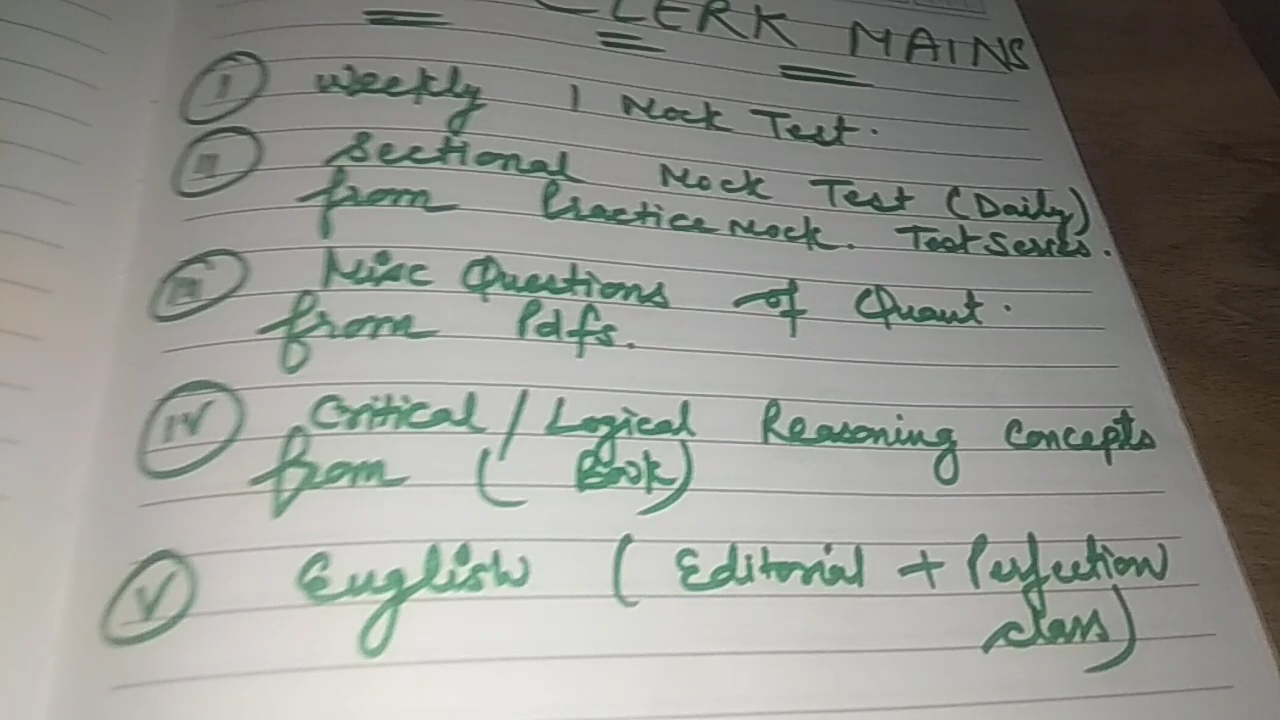 CLERK MAINS
I Weekly 1 Mock Test.
II Sectional Mock Test (Daily)
from Practice Mock. Test Series.
III Misc Questions of Quant.
from Pdfs.
IV Critical / Logical Reasoning Concepts
from ( Book)
V English ( Editorial + Perfection
class)